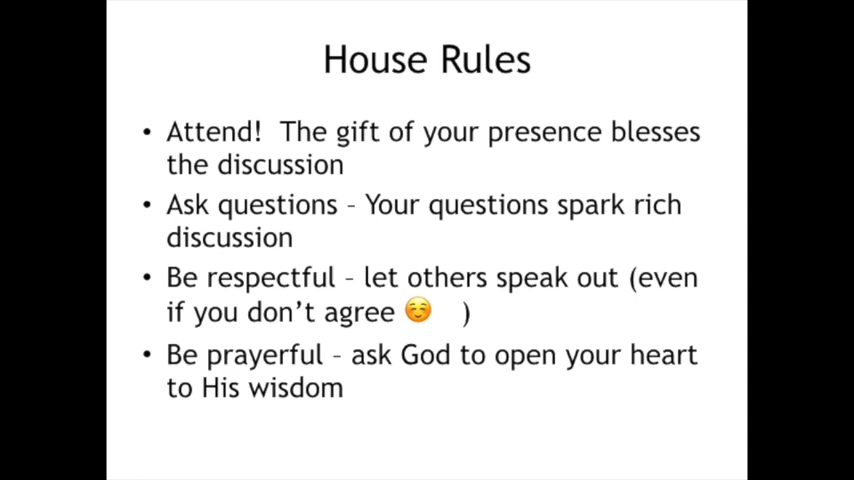 House Rules
• Attend!  The gift of your presence blesses
the discussion
• Ask questions – Your questions spark rich
discussion
• Be respectful – let others speak out (even
if you don't agree ☺️   )
• Be prayerful – ask God to open your heart
to His wisdom